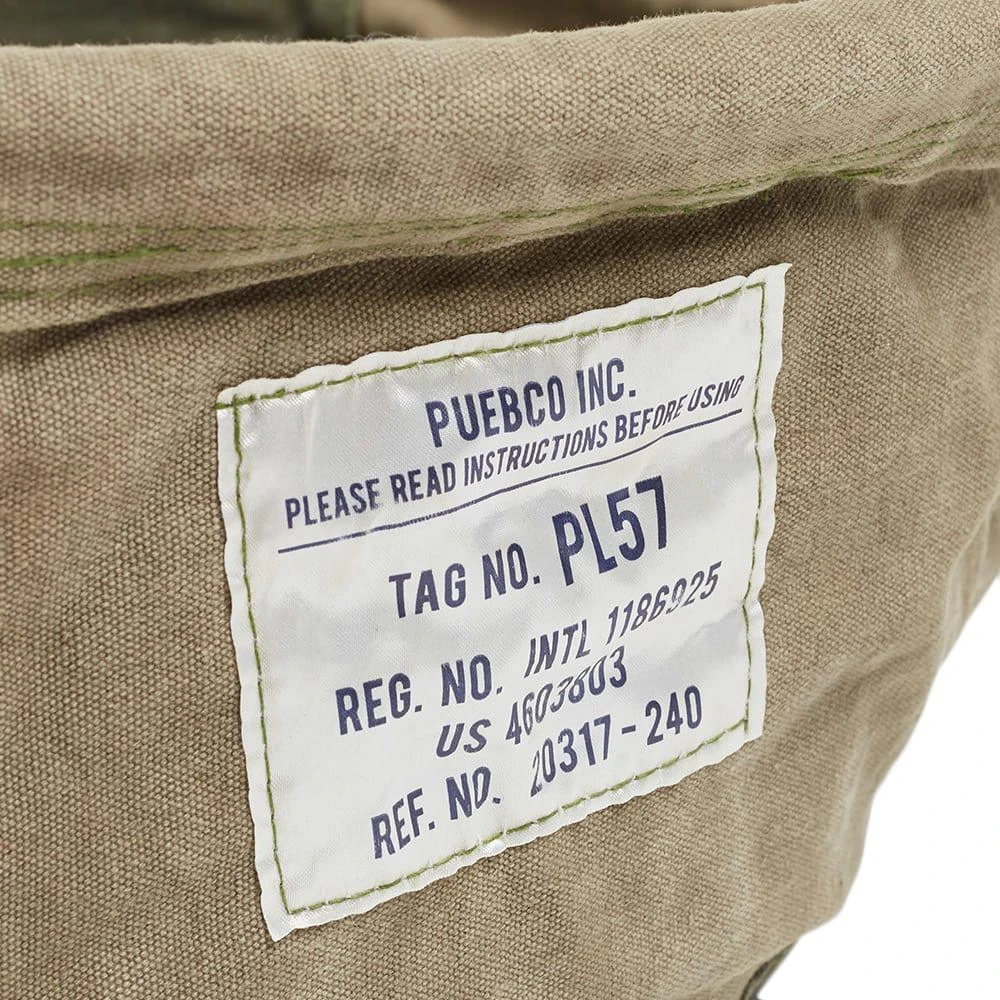 PUEBCO INC.
PLEASE READ INSTRUCTIONS BEFORE USING
TAG NO. PL57
REG. NO. INTL 1186925
US 4603803
REF. NO. 20317-240